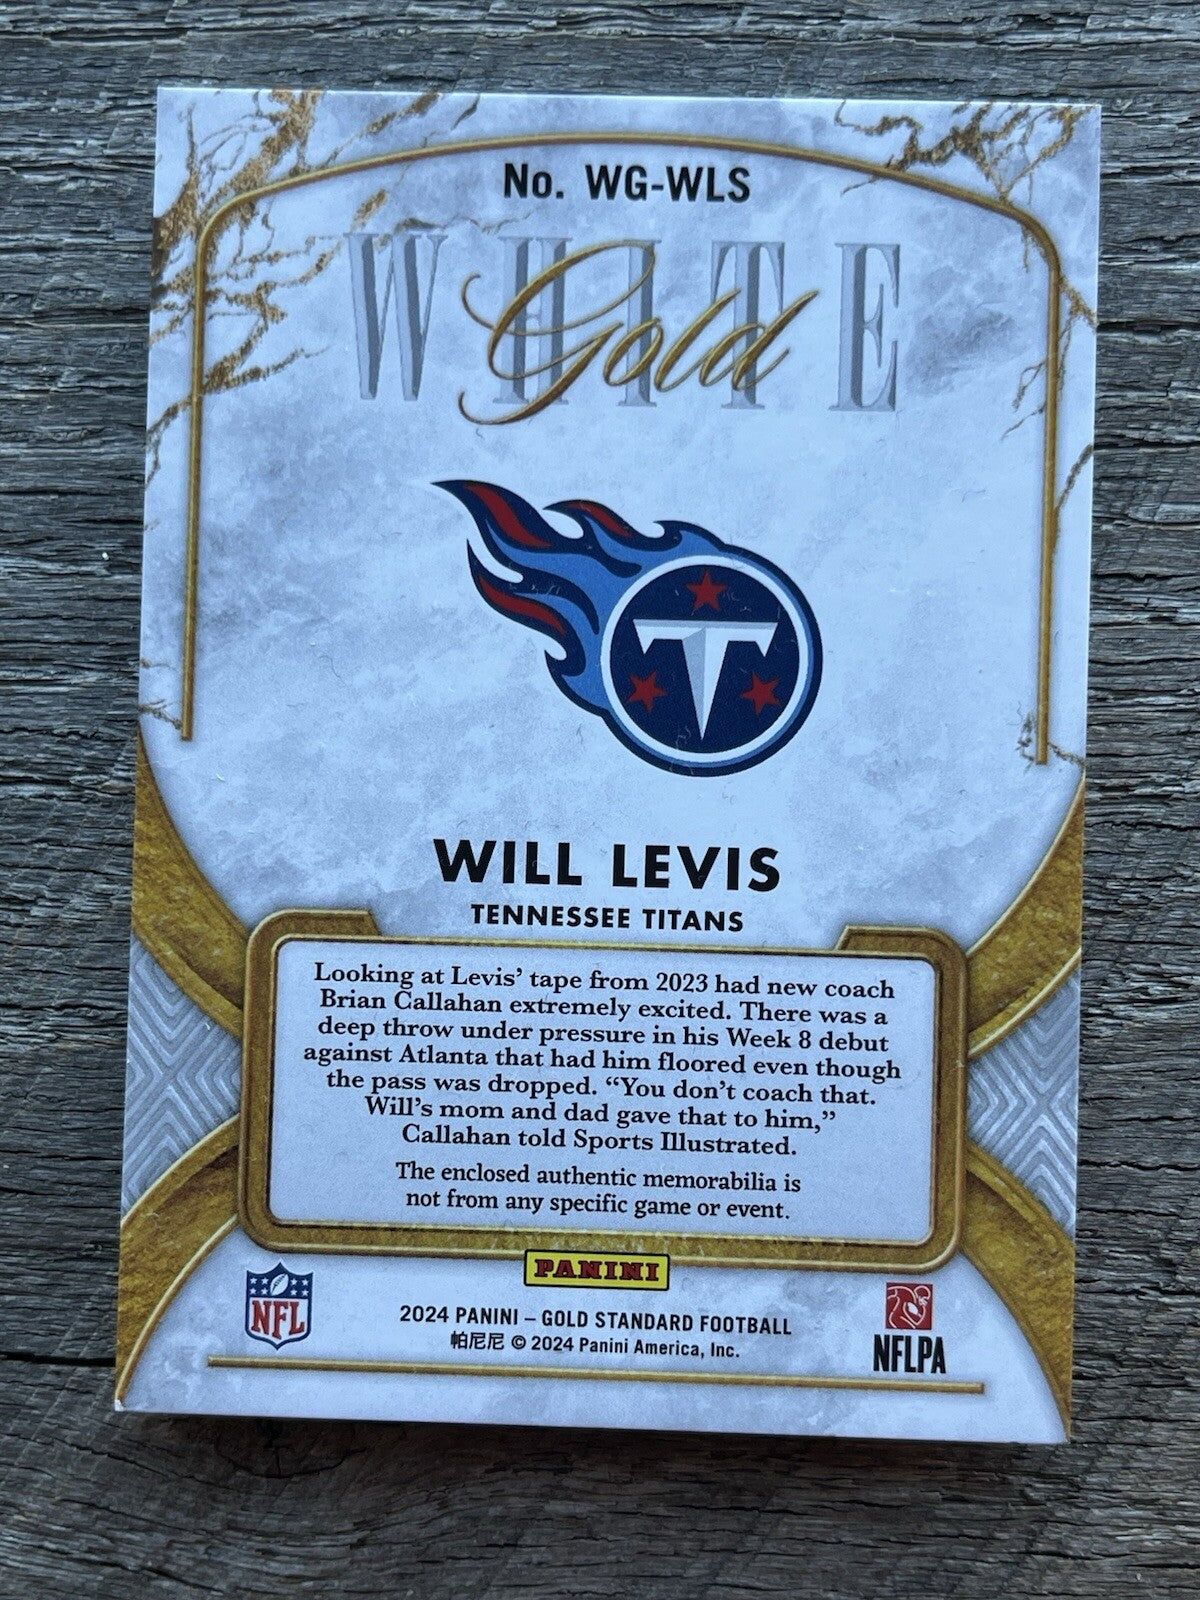 No. WG-WLS
WHITE
Gold
T
WILL LEVIS
TENNESSEE TITANS
Looking at Levis’ tape from 2023 had new coach
Brian Callahan extremely excited. There was a
deep throw under pressure in his Week 8 debut
against Atlanta that had him floored even though
the pass was dropped. “You don’t coach that.
Will’s mom and dad gave that to him,”
Callahan told Sports Illustrated.
The enclosed authentic memorabilia is
not from any specific game or event.
PANINI
NFL
2024 PANINI – GOLD STANDARD FOOTBALL
帕尼尼 © 2024 Panini America, Inc.
NFLPA